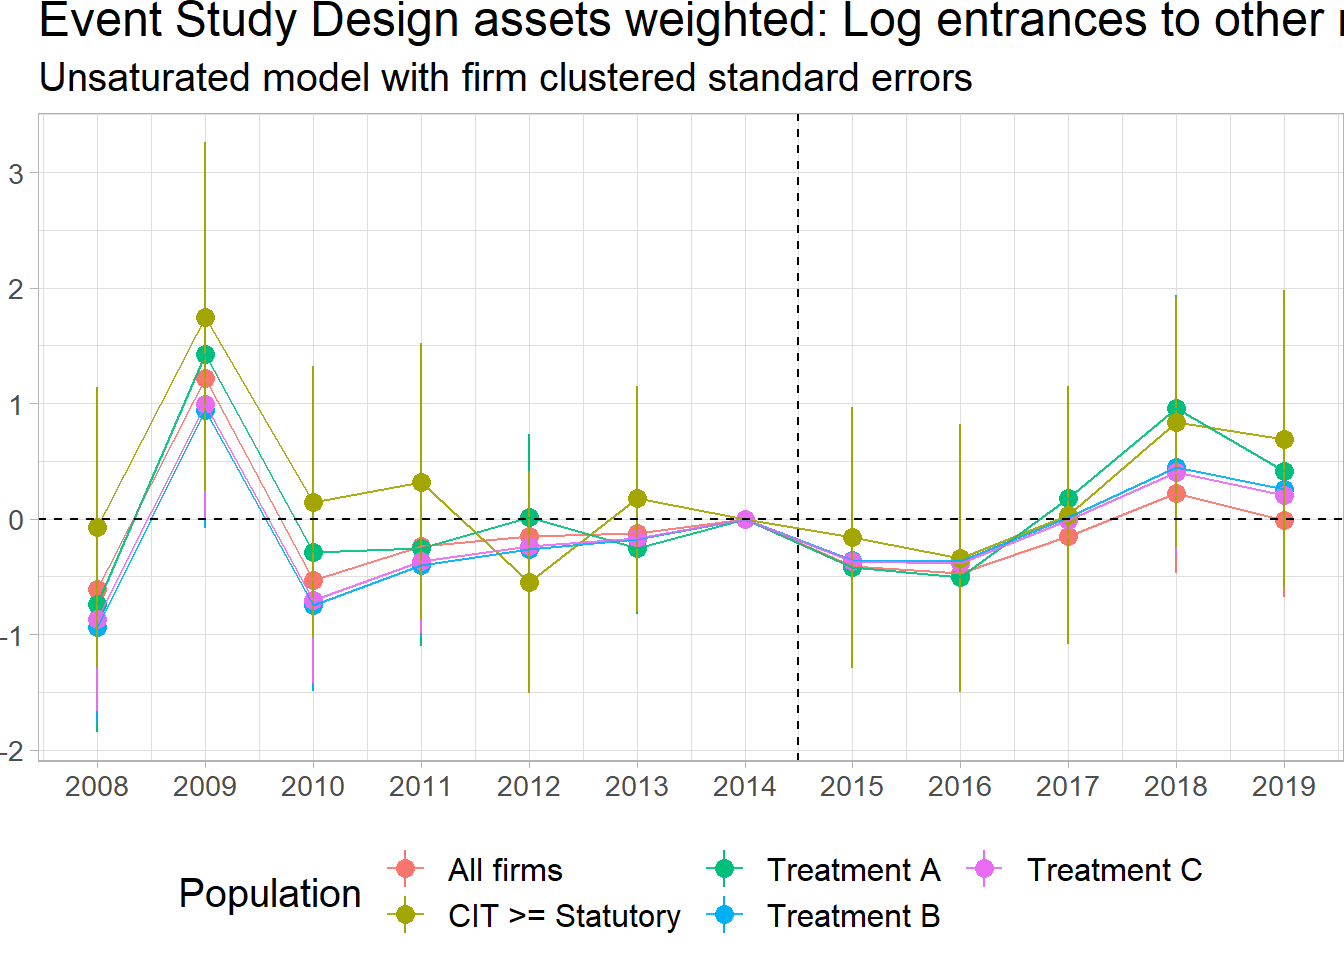 Event Study Design assets weighted: Log entrances to other
Unsaturated model with firm clustered standard errors
3
2
1
0
-1
-2
2008 2009 2010 2011 2012 2013 2014 2015 2016 2017 2018 2019
Population
All firms Treatment A Treatment C
CIT >= Statutory Treatment B